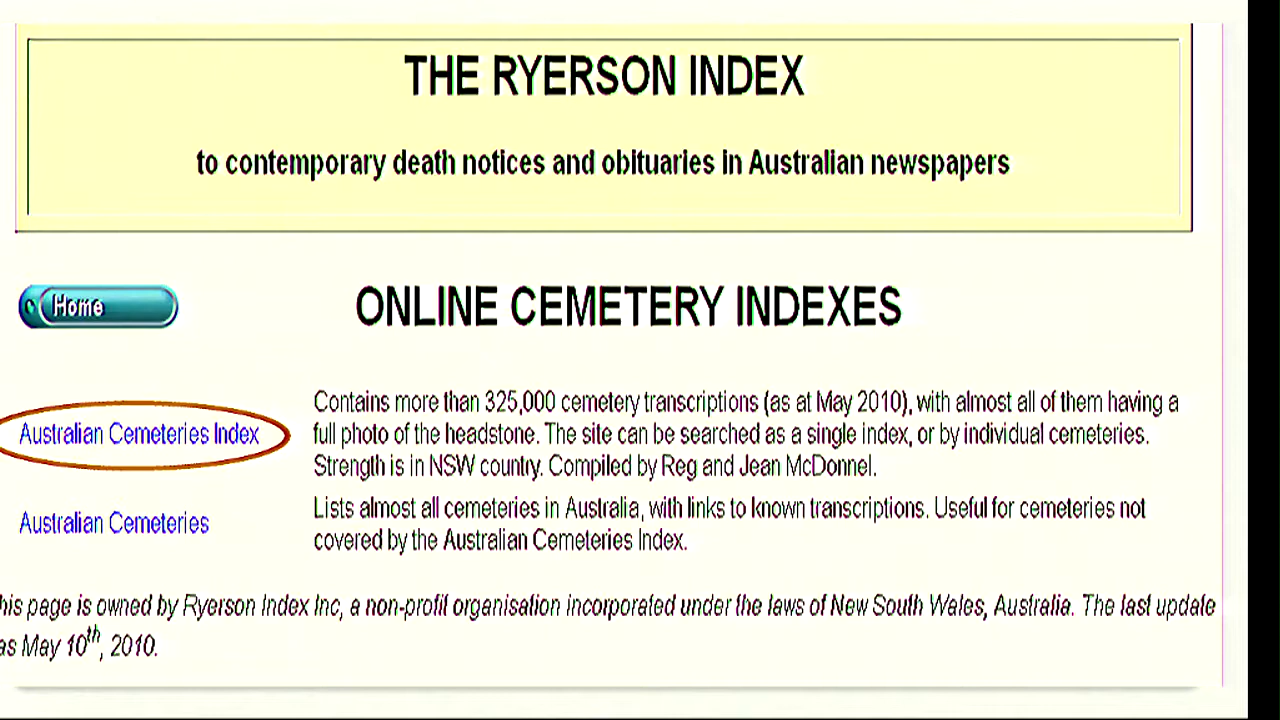 THE RYERSON INDEX
to contemporary death notices and obituaries in Australian newspapers
Home
ONLINE CEMETERY INDEXES
Australian Cemeteries Index
Contains more than 325,000 cemetery transcriptions (as at May 2010), with almost all of them having a
full photo of the headstone. The site can be searched as a single index, or by individual cemeteries.
Strength is in NSW country. Compiled by Reg and Jean McDonnel.
Australian Cemeteries
Lists almost all cemeteries in Australia, with links to known transcriptions. Useful for cemeteries not
covered by the Australian Cemeteries Index.
his page is owned by Ryerson Index Inc, a non-profit organisation incorporated under the laws of New South Wales, Australia. The last update
as May 10th, 2010.